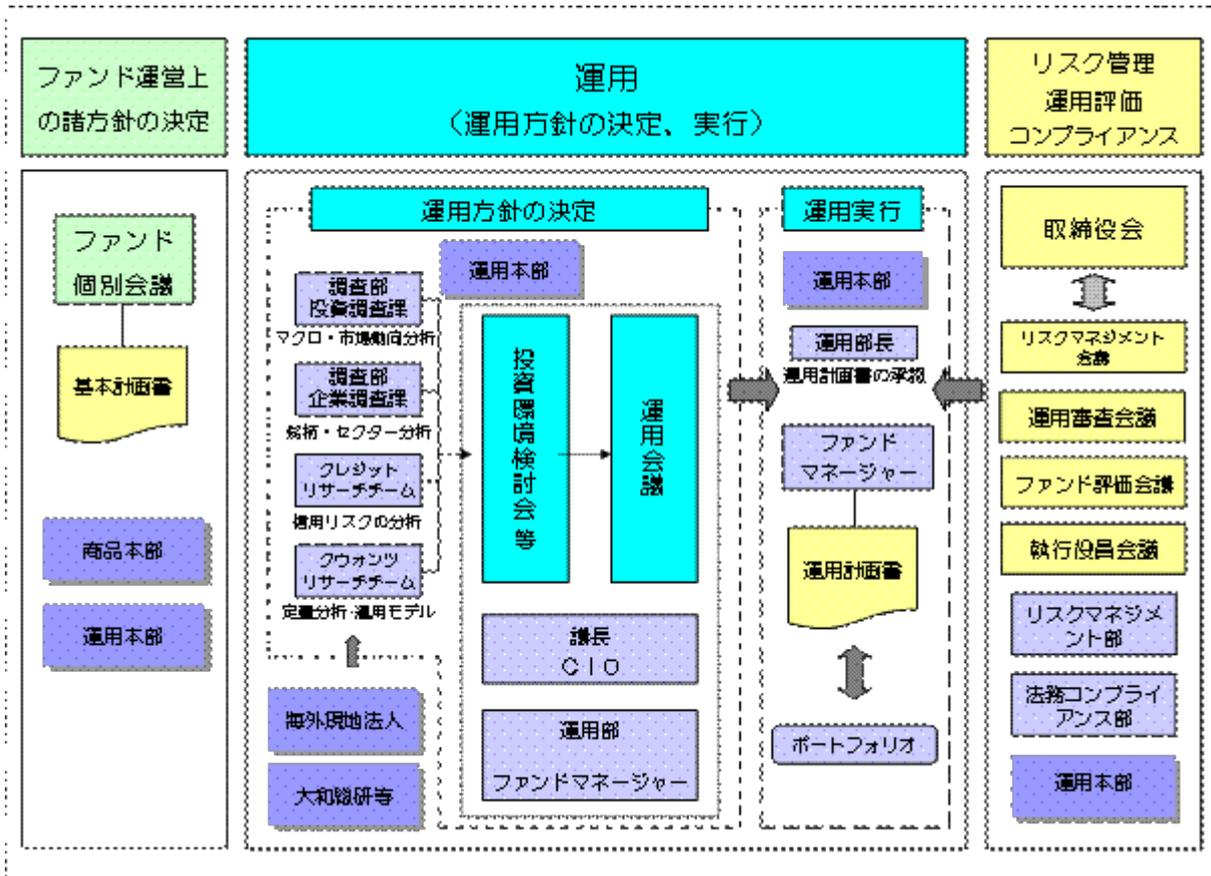 ファンド運営上
の諸方針の決定
運用
（運用方針の決定、実行）
リスク管理
運用評価
コンプライアンス
ファンド
個別会議
基本計画書
商品本部
運用本部
運用方針の決定
運用本部
調査部
投資調査課
マクロ・市場動向分析
調査部
企業調査課
銘柄・セクター分析
クレジット
リサーチチーム
信用リスクの分析
クウォンツ
リサーチチーム
定量分析・運用モデル
海外現地法人
大和総研等
投資環境検討会 等
運用会議
議長
ＣＩＯ
運用部
ファンドマネージャー
運用実行
運用本部
運用部長
運用計画書の承認
ファンド
マネージャー
運用計画書
ポートフォリオ
取締役会
リスクマネジメント
会議
運用審査会議
ファンド評価会議
執行役員会議
リスクマネジメ
ント部
法務コンプライ
アンス部
運用本部